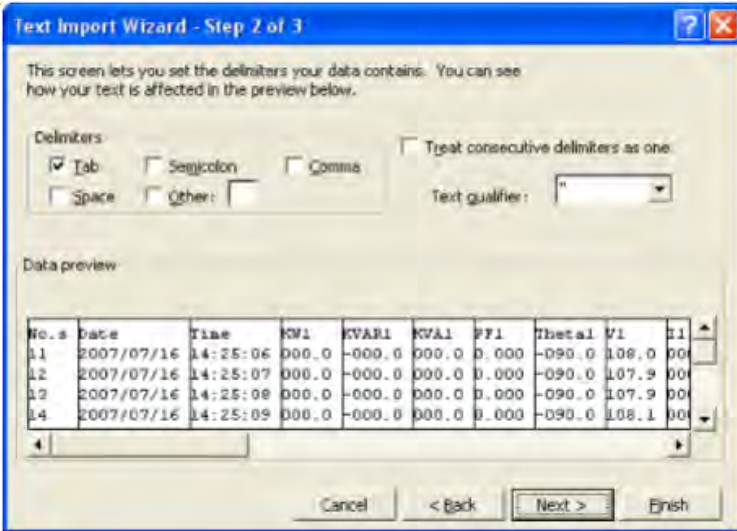 Text Import Wizard - Step 2 of 3
This screen lets you set the delimiters your data contains. You can see
how your text is affected in the preview below.
Delimiters
Tab Semicolon Comma
Space Other:
Treat consecutive delimiters as one
Text qualifier: "
Data preview
No.s Date Time KW1 KVAR1 KVA1 PF1 Theta1 V1 I1
11 2007/07/16 14:25:06 000.0 -000.0 000.0 0.000 -090.0 108.0 00
12 2007/07/16 14:25:07 000.0 -000.0 000.0 0.000 -090.0 107.9 00
13 2007/07/16 14:25:08 000.0 -000.0 000.0 0.000 -090.0 107.9 00
14 2007/07/16 14:25:09 000.0 -000.0 000.0 0.000 -090.0 108.1 00
Cancel < Back Next > Finish